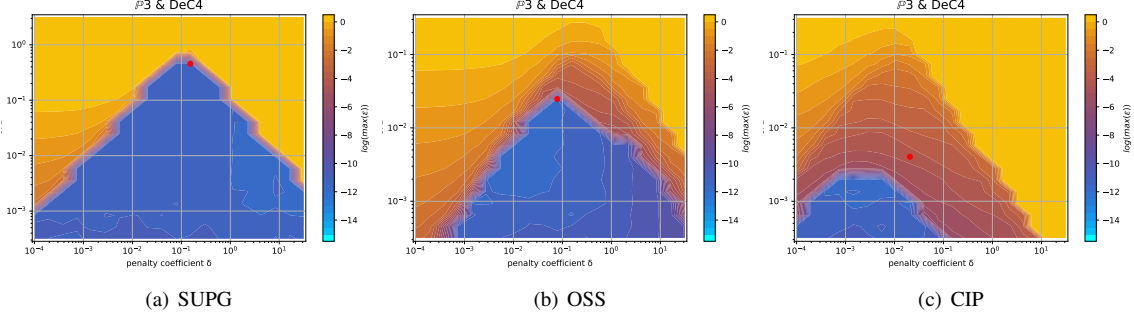 ℙ3 & DeC4
ℙ3 & DeC4
ℙ3 & DeC4
10⁰
10⁻¹
10⁻²
10⁻³
10⁻⁴ 10⁻³ 10⁻² 10⁻¹ 10⁰ 10¹
penalty coefficient δ
0
−2
−4
−6
−8
−10
−12
−14
log(max(ε))
10⁻¹
10⁻²
10⁻³
10⁻⁴ 10⁻³ 10⁻² 10⁻¹ 10⁰ 10¹
penalty coefficient δ
0
−2
−4
−6
−8
−10
−12
−14
log(max(ε))
10⁻¹
10⁻²
10⁻³
10⁻⁴ 10⁻³ 10⁻² 10⁻¹ 10⁰ 10¹
penalty coefficient δ
0
−2
−4
−6
−8
−10
−12
−14
log(max(ε))
(a) SUPG
(b) OSS
(c) CIP